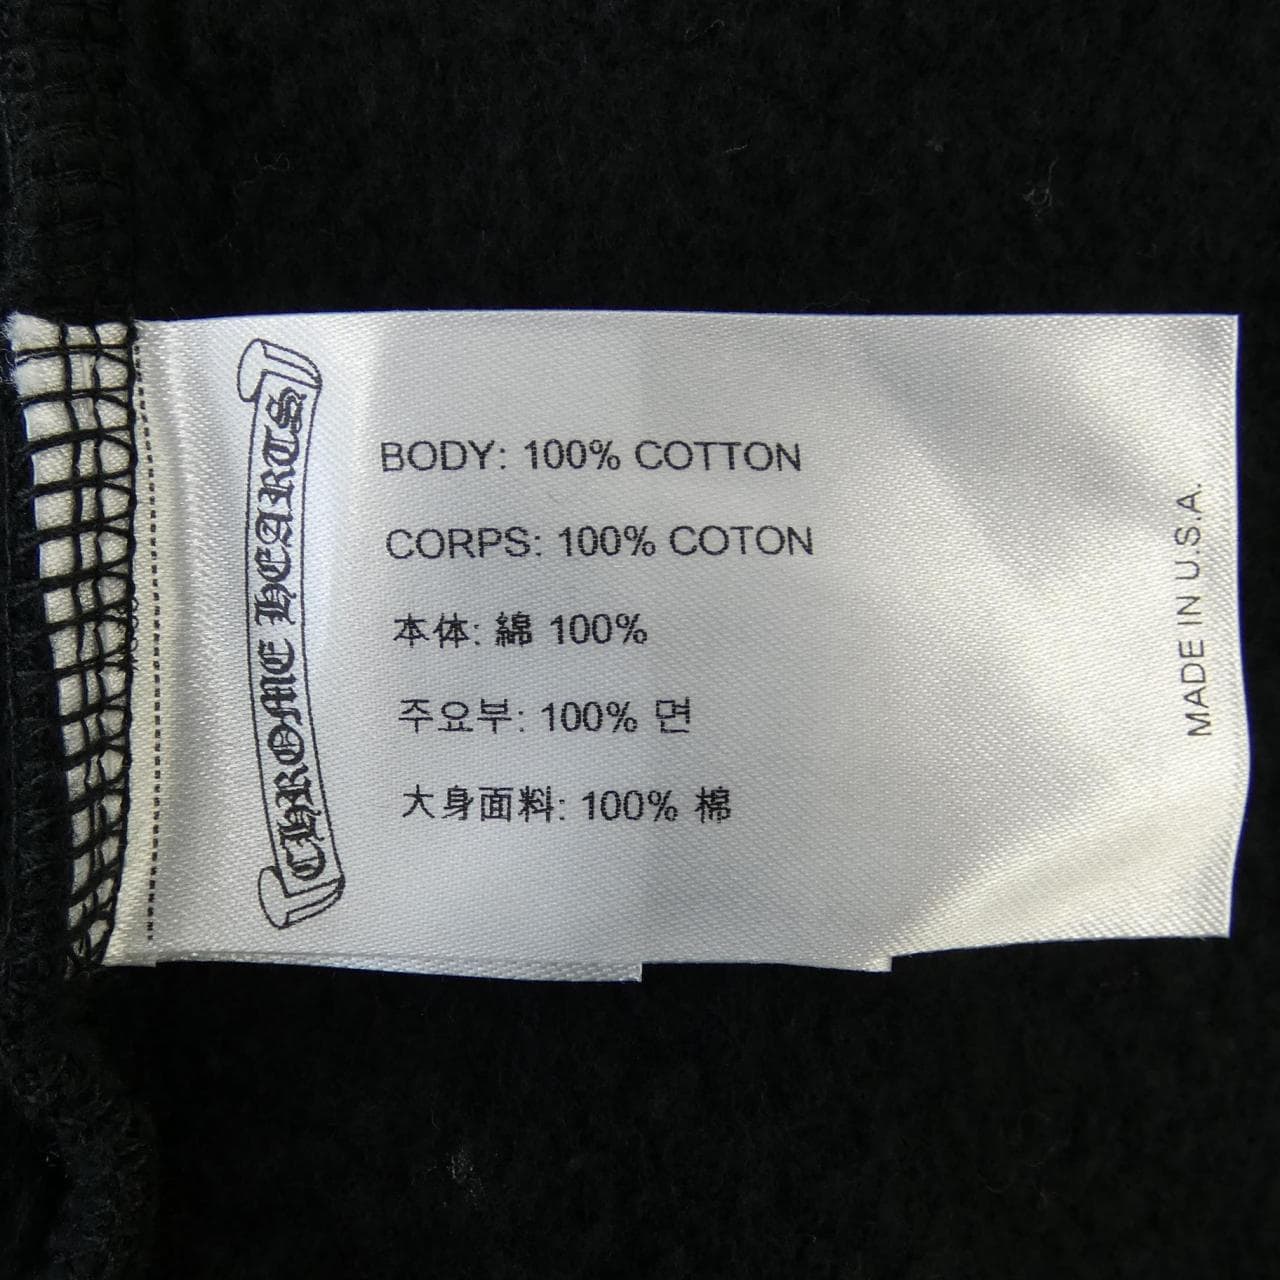 CHROME HEARTS
BODY: 100% COTTON
CORPS: 100% COTON
本体: 綿 100%
주요부: 100% 면
大身面料: 100% 棉
MADE IN U.S.A.